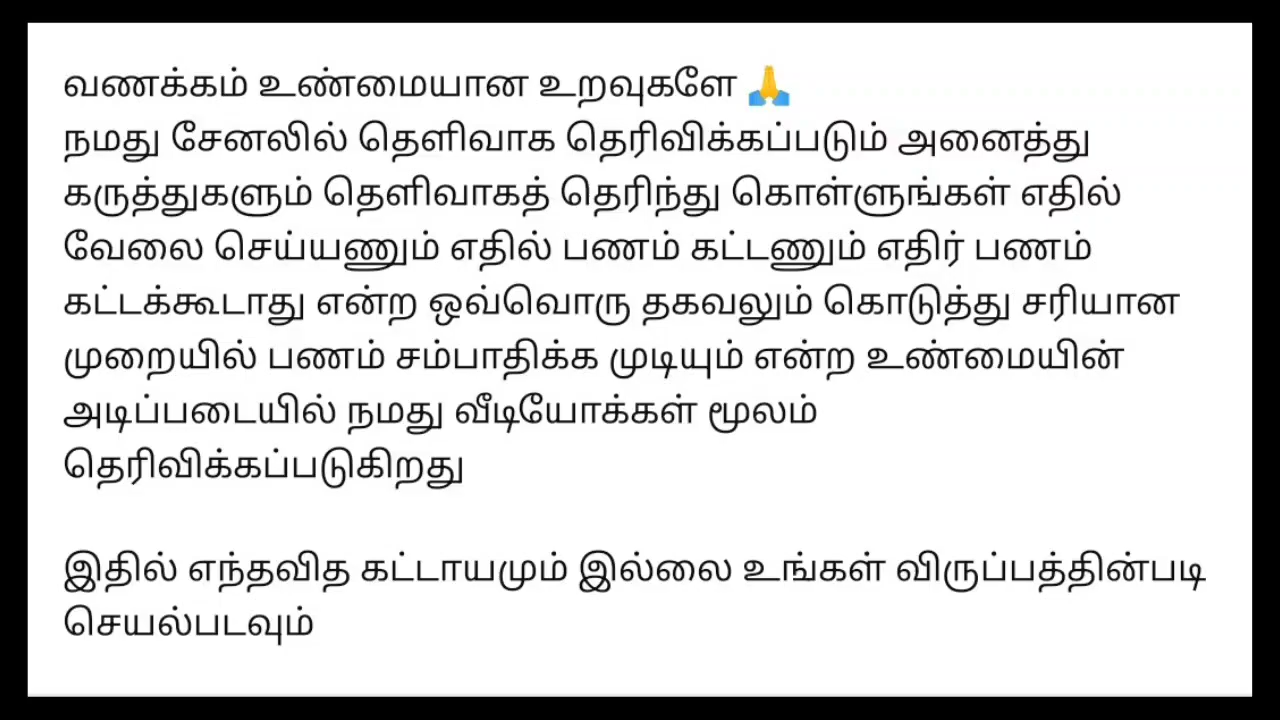 வணக்கம் உண்மையான உறவுகளே 🙏
நமது சேனலில் தெளிவாக தெரிவிக்கப்படும் அனைத்து
கருத்துகளும் தெளிவாகத் தெரிந்து கொள்ளுங்கள் எதில்
வேலை செய்யணும் எதில் பணம் கட்டணும் எதிர் பணம்
கட்டக்கூடாது என்ற ஒவ்வொரு தகவலும் கொடுத்து சரியான
முறையில் பணம் சம்பாதிக்க முடியும் என்ற உண்மையின்
அடிப்படையில் நமது வீடியோக்கள் மூலம்
தெரிவிக்கப்படுகிறது
இதில் எந்தவித கட்டாயமும் இல்லை உங்கள் விருப்பத்தின்படி
செயல்படவும்